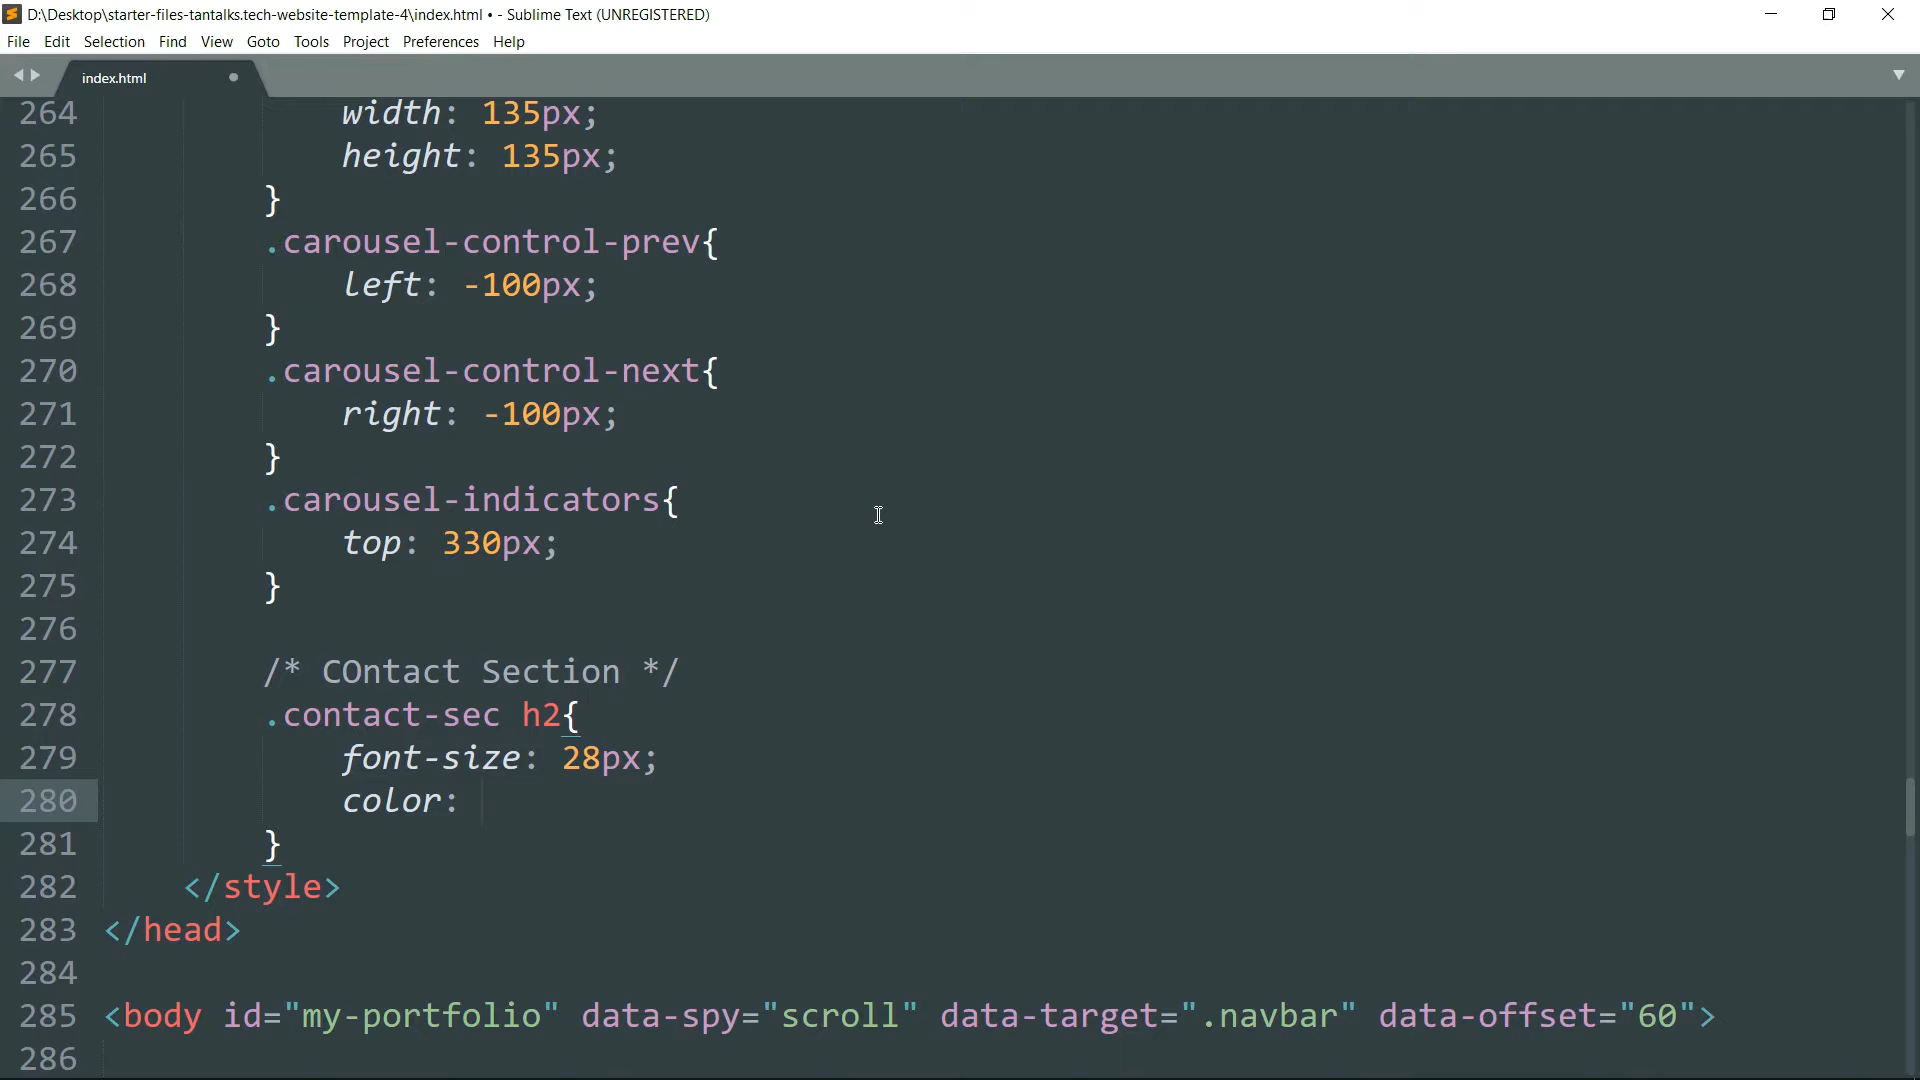 D:\Desktop\starter-files-tantalks.tech-website-template-4\index.html • - Sublime Text (UNREGISTERED)
File Edit Selection Find View Goto Tools Project Preferences Help
index.html
264 width: 135px;
265 height: 135px;
266 }
267 .carousel-control-prev{
268 left: -100px;
269 }
270 .carousel-control-next{
271 right: -100px;
272 }
273 .carousel-indicators{
274 top: 330px;
275 }
276
277 /* COntact Section */
278 .contact-sec h2{
279 font-size: 28px;
280 color:
281 }
282 </style>
283 </head>
284
285 <body id="my-portfolio" data-spy="scroll" data-target=".navbar" data-offset="60">
286